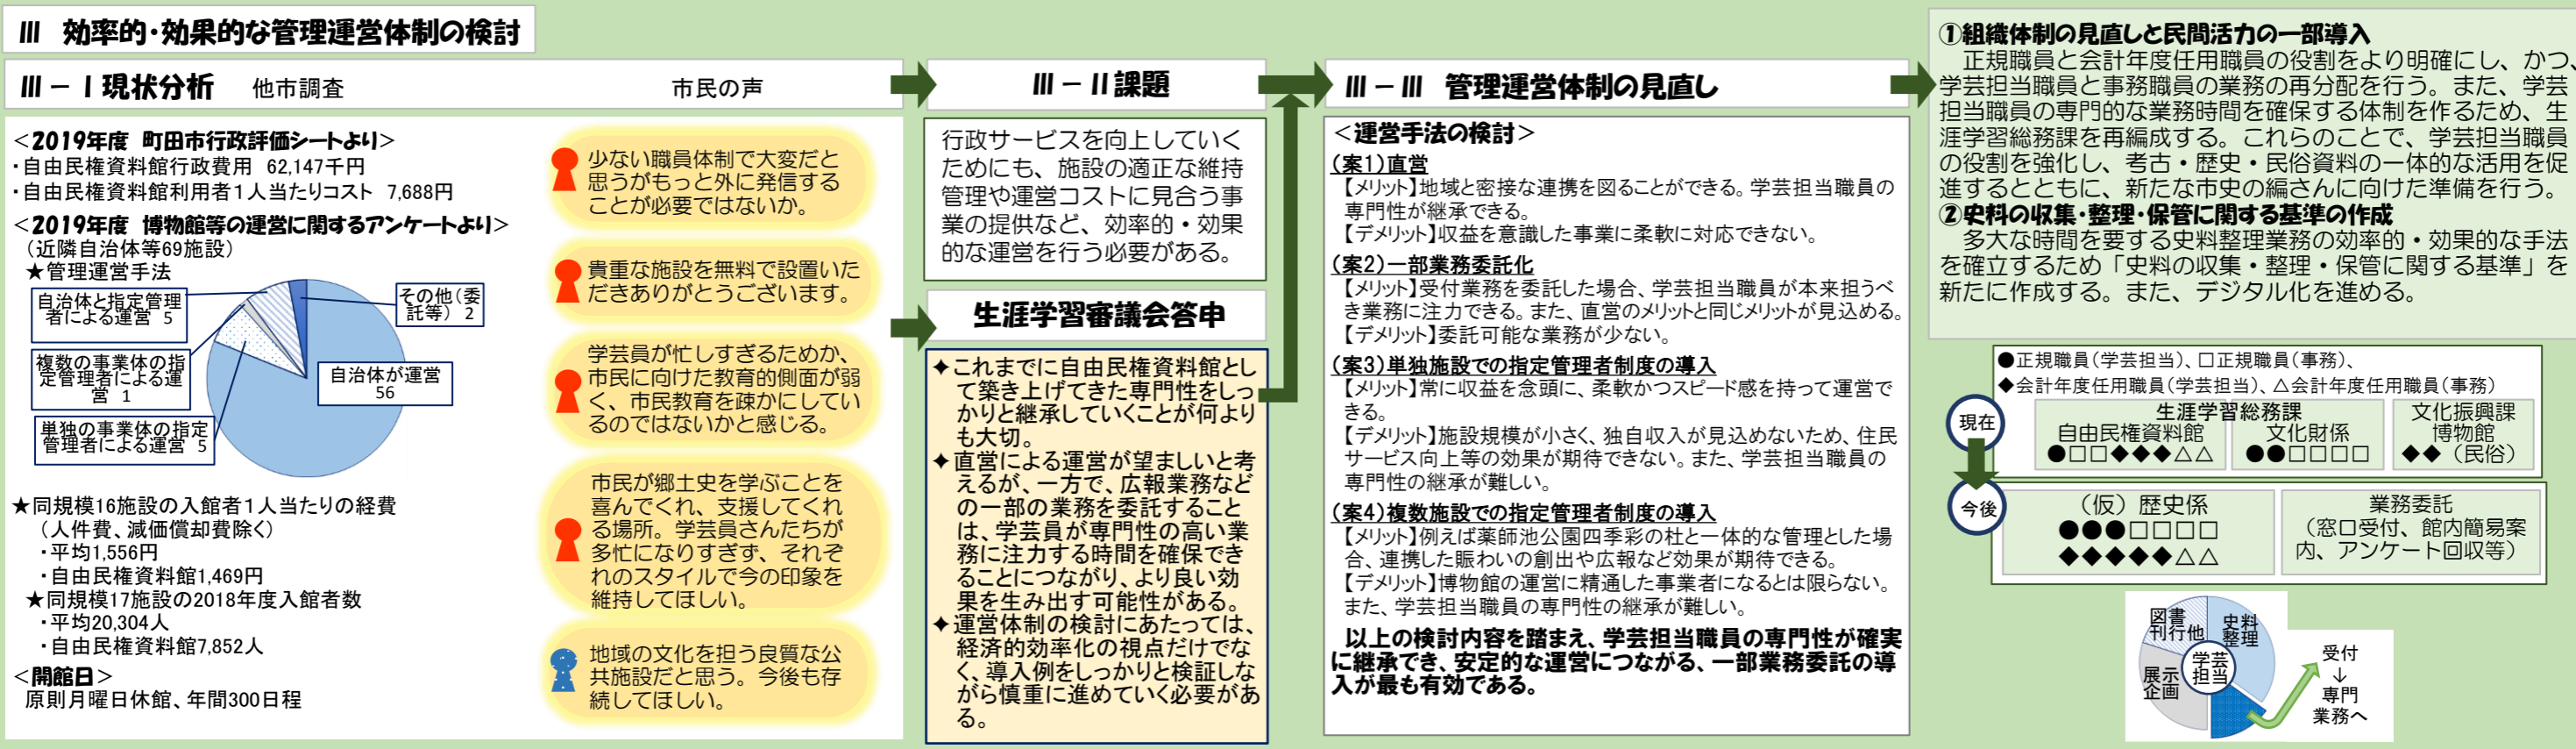 Ⅲ 効率的・効果的な管理運営体制の検討
Ⅲ－Ⅰ現状分析 他市調査 市民の声
＜2019年度 町田市行政評価シートより＞
・自由民権資料館行政費用 62,147千円
・自由民権資料館利用者1人当たりコスト 7,688円
＜2019年度 博物館等の運営に関するアンケートより＞
（近隣自治体等69施設）
★管理運営手法
自治体と指定管理
者による運営 5
複数の事業体の指
定管理者による運
営 1
単独の事業体の指定
管理者による運営 5
その他（委
託等） 2
自治体が運営
56
★同規模16施設の入館者1人当たりの経費
（人件費、減価償却費除く）
・平均1,556円
・自由民権資料館1,469円
★同規模17施設の2018年度入館者数
・平均20,304人
・自由民権資料館7,852人
＜開館日＞
原則月曜日休館、年間300日程
少ない職員体制で大変だと
思うがもっと外に発信する
ことが必要ではないか。
貴重な施設を無料で設置いた
だきありがとうございます。
学芸員が忙しすぎるためか、
市民に向けた教育的側面が弱
く、市民教育を疎かにしてい
るのではないかと感じる。
市民が郷土史を学ぶことを
喜んでくれ、支援してくれ
る場所。学芸員さんたちが
多忙になりすぎず、それぞ
れのスタイルで今の印象を
維持してほしい。
地域の文化を担う良質な公
共施設だと思う。今後も存
続してほしい。
Ⅲ－Ⅱ課題
行政サービスを向上していく
ためにも、施設の適正な維持
管理や運営コストに見合う事
業の提供など、効率的・効果
的な運営を行う必要がある。
生涯学習審議会答申
✦これまでに自由民権資料館とし
て築き上げてきた専門性をしっ
かりと継承していくことが何より
も大切。
✦直営による運営が望ましいと考
えるが、一方で、広報業務など
の一部の業務を委託すること
は、学芸員が専門性の高い業
務に注力する時間を確保でき
ることにつながり、より良い効
果を生み出す可能性がある。
✦運営体制の検討にあたっては、
経済的効率化の視点だけでな
く、導入例をしっかりと検証しな
がら慎重に進めていく必要があ
る。
Ⅲ－Ⅲ 管理運営体制の見直し
＜運営手法の検討＞
（案1）直営
【メリット】地域と密接な連携を図ることができる。学芸担当職員の
専門性が継承できる。
【デメリット】収益を意識した事業に柔軟に対応できない。
（案2）一部業務委託化
【メリット】受付業務を委託した場合、学芸担当職員が本来担うべ
き業務に注力できる。また、直営のメリットと同じメリットが見込める。
【デメリット】委託可能な業務が少ない。
（案3）単独施設での指定管理者制度の導入
【メリット】常に収益を念頭に、柔軟かつスピード感を持って運営で
きる。
【デメリット】施設規模が小さく、独自収入が見込めないため、住民
サービス向上等の効果が期待できない。また、学芸担当職員の
専門性の継承が難しい。
（案4）複数施設での指定管理者制度の導入
【メリット】例えば薬師池公園四季彩の杜と一体的な管理とした場
合、連携した賑わいの創出や広報など効果が期待できる。
【デメリット】博物館の運営に精通した事業者になるとは限らない。
また、学芸担当職員の専門性の継承が難しい。
以上の検討内容を踏まえ、学芸担当職員の専門性が確実
に継承でき、安定的な運営につながる、一部業務委託の導
入が最も有効である。
①組織体制の見直しと民間活力の一部導入
正規職員と会計年度任用職員の役割をより明確にし、かつ、
学芸担当職員と事務職員の業務の再分配を行う。また、学芸
担当職員の専門的な業務時間を確保する体制を作るため、生
涯学習総務課を再編成する。これらのことで、学芸担当職員
の役割を強化し、考古・歴史・民俗資料の一体的な活用を促
進するとともに、新たな市史の編さんに向けた準備を行う。
②史料の収集・整理・保管に関する基準の作成
多大な時間を要する史料整理業務の効率的・効果的な手法
を確立するため「史料の収集・整理・保管に関する基準」を
新たに作成する。また、デジタル化を進める。
●正規職員（学芸担当）、□正規職員（事務）、
◆会計年度任用職員（学芸担当）、△会計年度任用職員（事務）
現在
生涯学習総務課
自由民権資料館
●□□◆◆◆△△
文化財係
●●□□□□
文化振興課
博物館
◆◆（民俗）
今後
（仮）歴史係
●●●□□□□
◆◆◆◆◆△△
業務委託
（窓口受付、館内簡易案
内、アンケート回収等）
図書
刊行他
史料
整理
学芸
担当
展示
企画
受付
↓
専門
業務へ